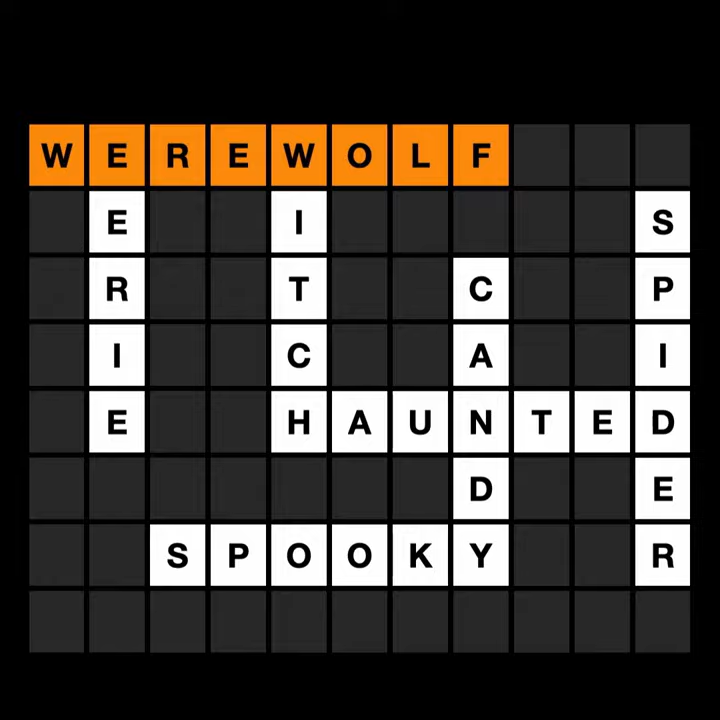 WEREWOLF
E I S
R T C P
I C A I
E HAUNTED
D E
SPOOKY R